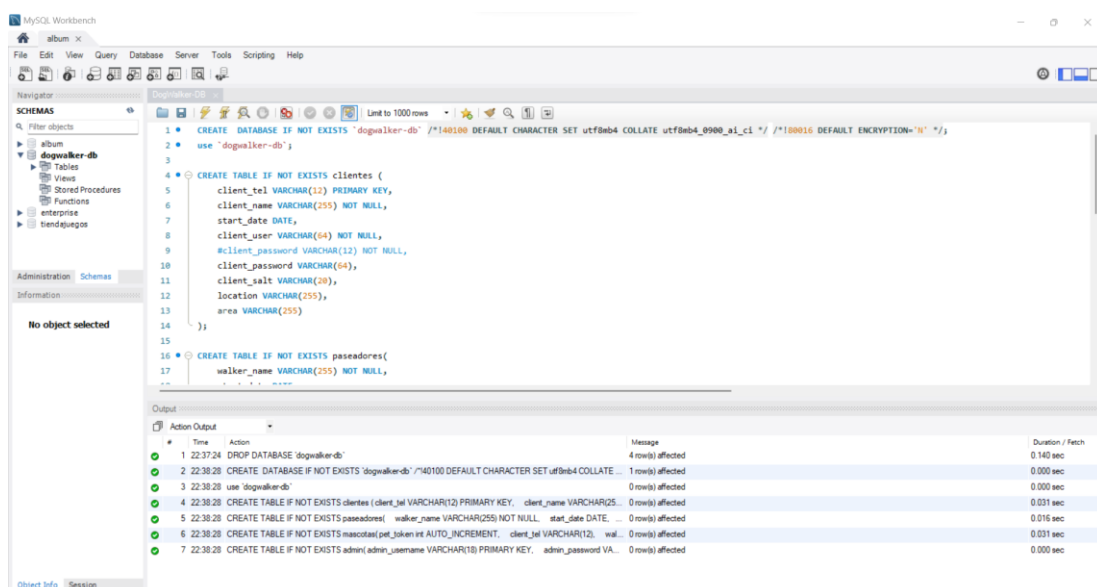 MySQL Workbench
album ×
File Edit View Query Database Server Tools Scripting Help
Navigator
SCHEMAS
Filter objects
album
dogwalker-db
Tables
Views
Stored Procedures
Functions
enterprise
tiendajuegos
Administration Schemas
Information
No object selected
Object Info Session
DogWalker-DB ×
Limit to 1000 rows
1 CREATE DATABASE IF NOT EXISTS `dogwalker-db` /*!40100 DEFAULT CHARACTER SET utf8mb4 COLLATE utf8mb4_0900_ai_ci */ /*!80016 DEFAULT ENCRYPTION='N' */;
2 use `dogwalker-db`;
3
4 CREATE TABLE IF NOT EXISTS clientes (
5 client_tel VARCHAR(12) PRIMARY KEY,
6 client_name VARCHAR(255) NOT NULL,
7 start_date DATE,
8 client_user VARCHAR(64) NOT NULL,
9 #client_password VARCHAR(12) NOT NULL,
10 client_password VARCHAR(64),
11 client_salt VARCHAR(20),
12 location VARCHAR(255),
13 area VARCHAR(255)
14 );
15
16 CREATE TABLE IF NOT EXISTS paseadores(
17 walker_name VARCHAR(255) NOT NULL,
Output
Action Output
# Time Action Message Duration / Fetch
1 22:37:24 DROP DATABASE `dogwalker-db` 4 row(s) affected 0.140 sec
2 22:38:28 CREATE DATABASE IF NOT EXISTS `dogwalker-db` /*!40100 DEFAULT CHARACTER SET utf8mb4 COLLATE ... 1 row(s) affected 0.000 sec
3 22:38:28 use `dogwalker-db` 0 row(s) affected 0.000 sec
4 22:38:28 CREATE TABLE IF NOT EXISTS clientes ( client_tel VARCHAR(12) PRIMARY KEY, client_name VARCHAR(25... 0 row(s) affected 0.031 sec
5 22:38:28 CREATE TABLE IF NOT EXISTS paseadores( walker_name VARCHAR(255) NOT NULL, start_date DATE, ... 0 row(s) affected 0.016 sec
6 22:38:28 CREATE TABLE IF NOT EXISTS mascotas( pet_token int AUTO_INCREMENT, client_tel VARCHAR(12), wal... 0 row(s) affected 0.031 sec
7 22:38:28 CREATE TABLE IF NOT EXISTS admin( admin_username VARCHAR(18) PRIMARY KEY, admin_password VA... 0 row(s) affected 0.000 sec